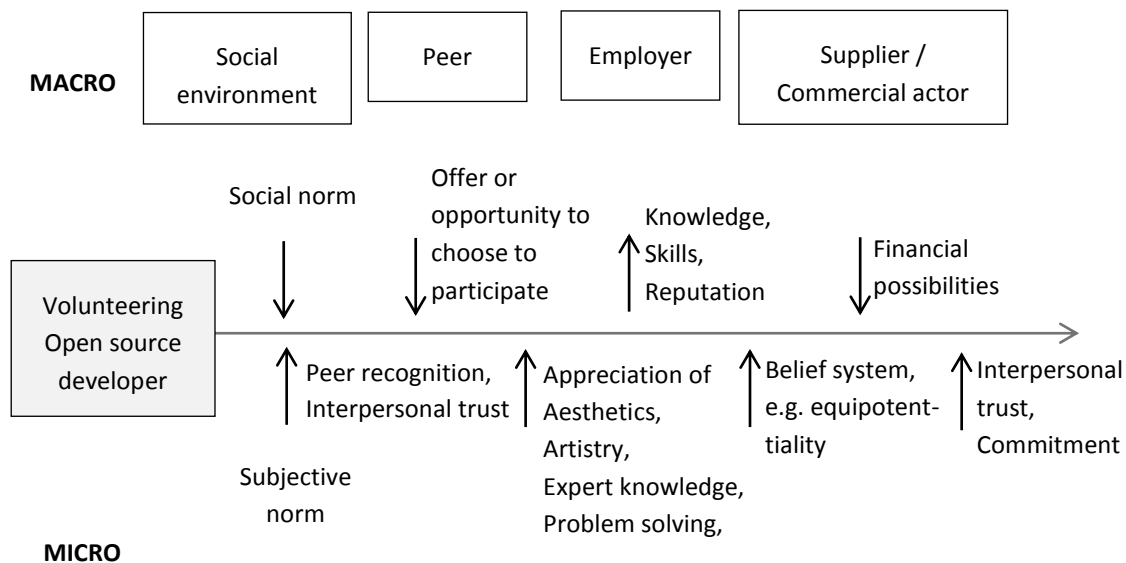 MACRO
Social
environment
Peer
Employer
Supplier /
Commercial actor
Social norm
Offer or
opportunity to
choose to
participate
Knowledge,
Skills,
Reputation
Financial
possibilities
Volunteering
Open source
developer
Peer recognition,
Interpersonal trust
Appreciation of
Aesthetics,
Artistry,
Expert knowledge,
Problem solving,
Belief system,
e.g. equipotent-
tiality
Interpersonal
trust,
Commitment
Subjective
norm
MICRO